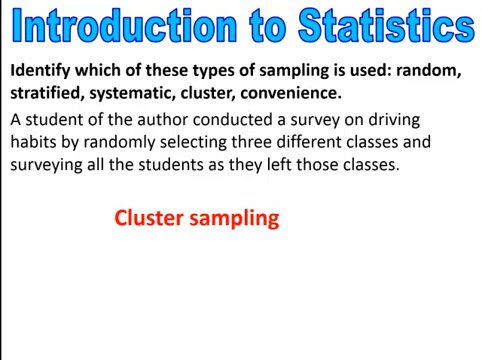 Introduction to Statistics
Identify which of these types of sampling is used: random,
stratified, systematic, cluster, convenience.
A student of the author conducted a survey on driving
habits by randomly selecting three different classes and
surveying all the students as they left those classes.
Cluster sampling